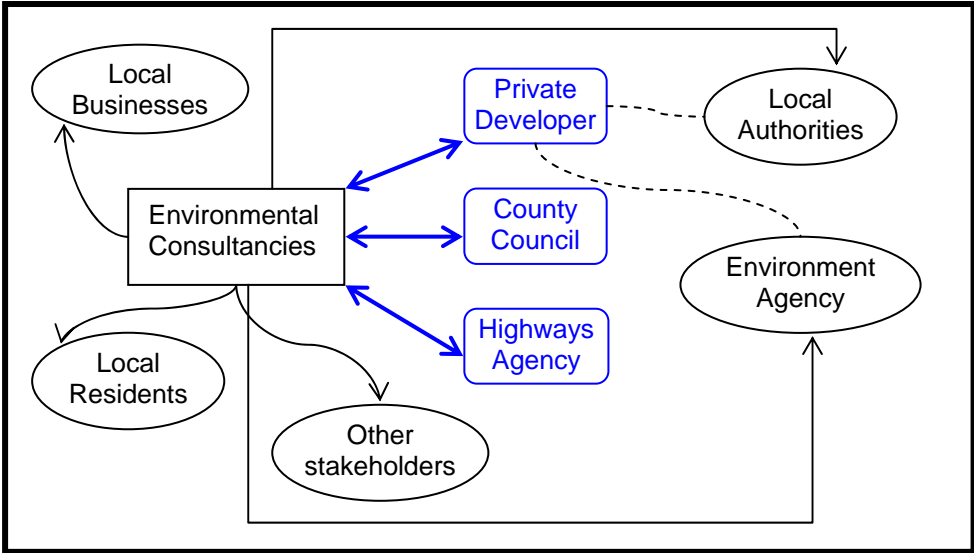 Local
Businesses
Private
Developer
Local
Authorities
Environmental
Consultancies
County
Council
Environment
Agency
Highways
Agency
Local
Residents
Other
stakeholders